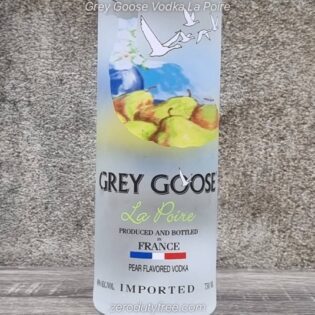 Grey Goose Vodka La Poire
GREY GOOSE
La Poire
PRODUCED AND BOTTLED
IN
FRANCE
PEAR FLAVORED VODKA
IMPORTED
zerodutyfree.com